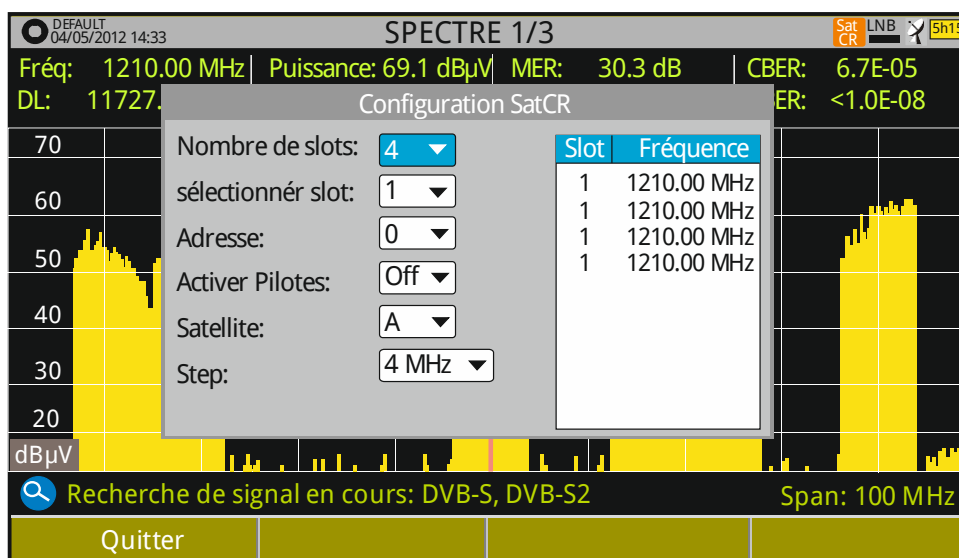 DEFAULT
04/05/2012 14:33
SPECTRE 1/3
Sat CR
LNB
5h15
Fréq: 1210.00 MHz
Puissance: 69.1 dBµV
MER: 30.3 dB
CBER: 6.7E-05
DL: 11727.
ER: <1.0E-08
Configuration SatCR
Nombre de slots: 4
sélectionnér slot: 1
Adresse: 0
Activer Pilotes: Off
Satellite: A
Step: 4 MHz
Slot Fréquence
1 1210.00 MHz
1 1210.00 MHz
1 1210.00 MHz
1 1210.00 MHz
70
60
50
40
30
20
dBµV
Recherche de signal en cours: DVB-S, DVB-S2
Span: 100 MHz
Quitter